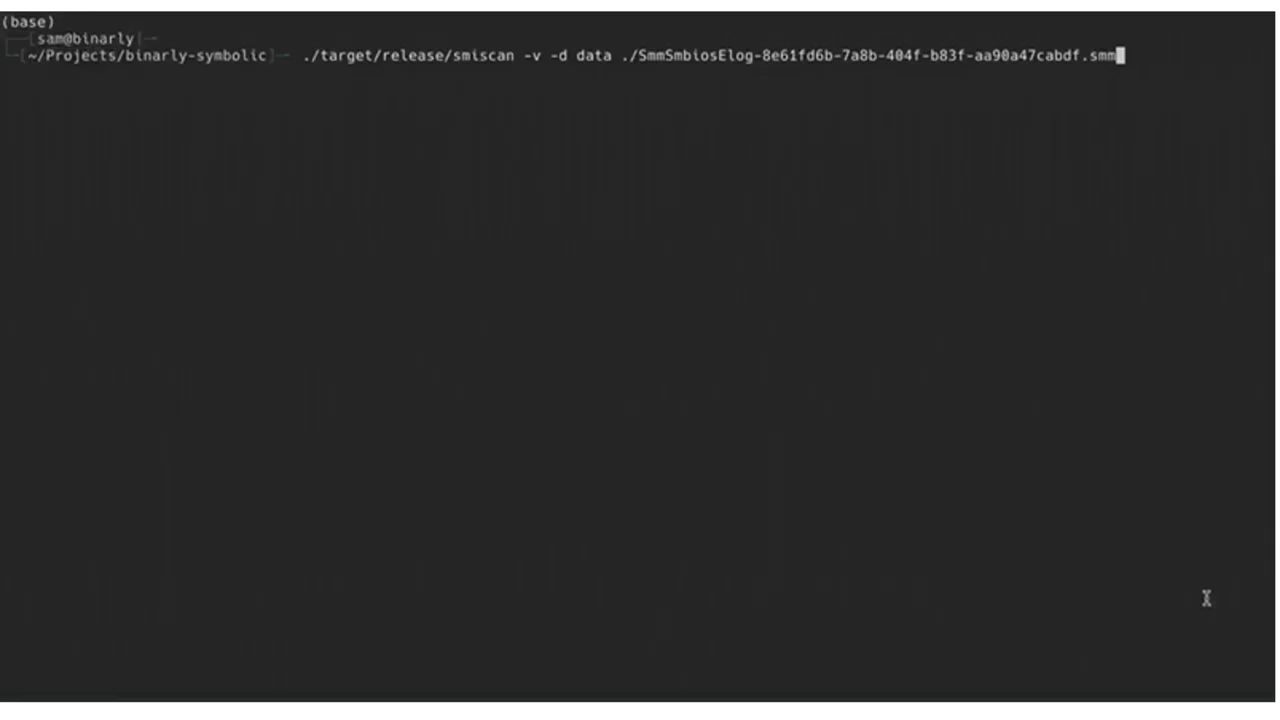 (base)
[sam@binarly]
[~/Projects/binarly-symbolic] ./target/release/smiscan -v -d data ./SmmSmbiosElog-8e61fd6b-7a8b-404f-b83f-aa90a47cabdf.smm